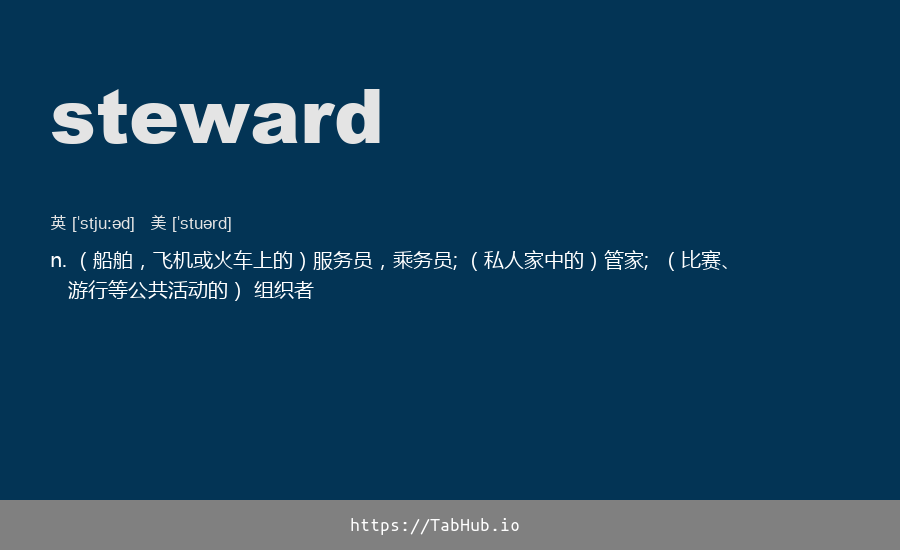 steward
英 [ˈstjuːəd] 美 [ˈstuərd]
n.（船舶，飞机或火车上的）服务员，乘务员;（私人家中的）管家; （比赛、
游行等公共活动的） 组织者
https://TabHub.io